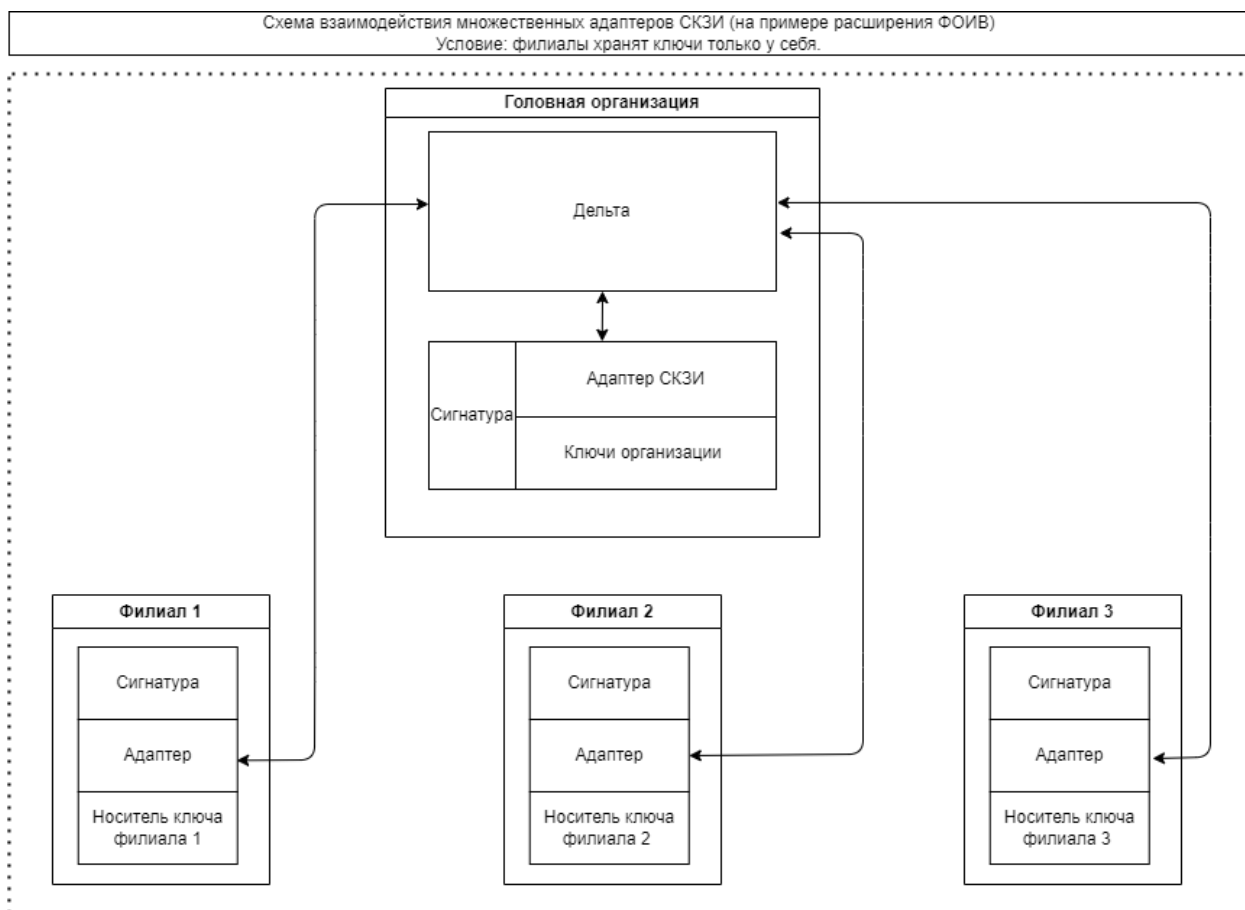 Схема взаимодействия множественных адаптеров СКЗИ (на примере расширения ФОИВ)
Условие: филиалы хранят ключи только у себя.
Головная организация
Дельта
Адаптер СКЗИ
Сигнатура
Ключи организации
Филиал 1
Сигнатура
Адаптер
Носитель ключа
филиала 1
Филиал 2
Сигнатура
Адаптер
Носитель ключа
филиала 2
Филиал 3
Сигнатура
Адаптер
Носитель ключа
филиала 3